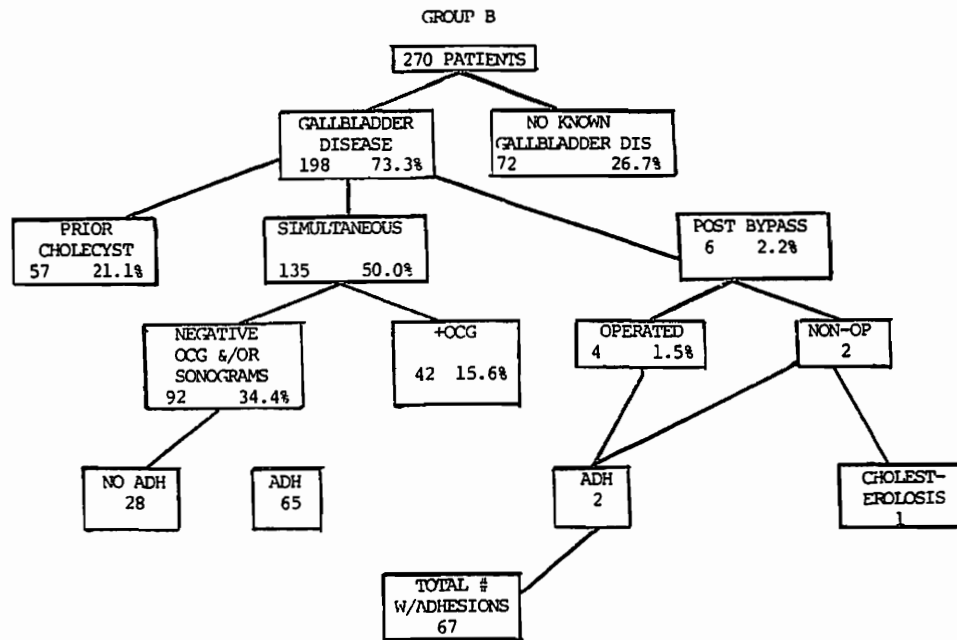 GROUP B
270 PATIENTS
GALLBLADDER
DISEASE
198 73.3%
NO KNOWN
GALLBLADDER DIS
72 26.7%
PRIOR
CHOLECYST
57 21.1%
SIMULTANEOUS
135 50.0%
POST BYPASS
6 2.2%
NEGATIVE
OCG &/OR
SONOGRAMS
92 34.4%
+OCG
42 15.6%
OPERATED
4 1.5%
NON-OP
2
NO ADH
28
ADH
65
ADH
2
CHOLEST-
EROLOSIS
1
TOTAL #
W/ADHESIONS
67